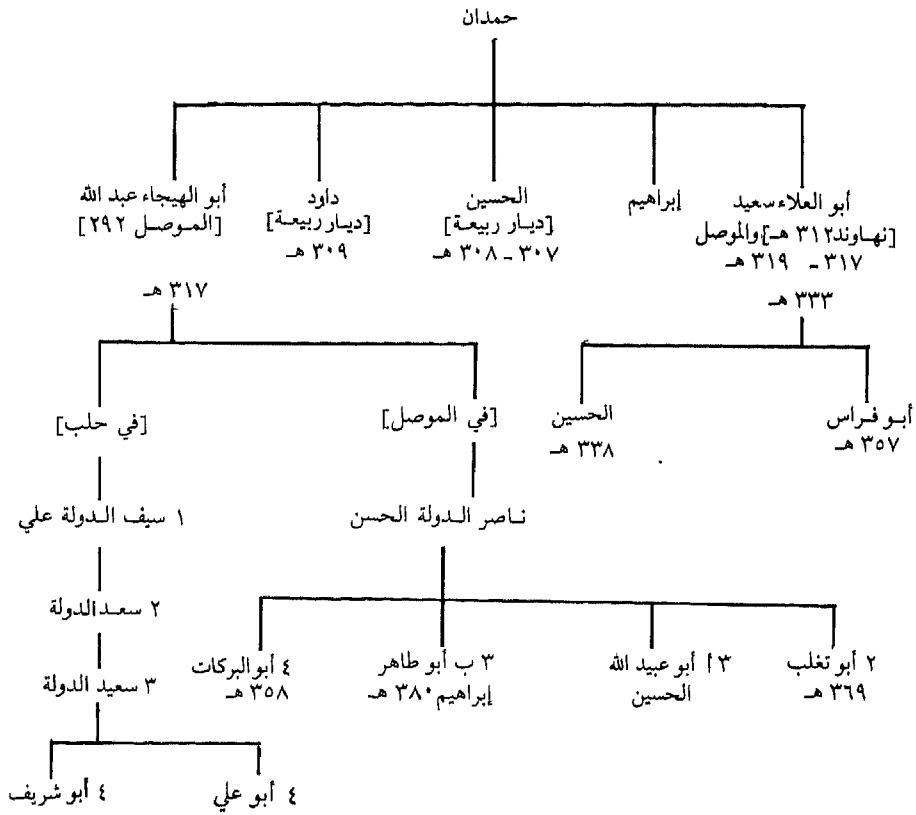 حمدان
أبو العلاء سعيد
[نهاوند ٣١٢ هـ] والموصل
٣١٧ - ٣١٩ هـ
٣٣٣ هـ
إبراهيم
الحسين
[ديار ربيعة]
٣٠٧ - ٣٠٨ هـ
داود
[ديار ربيعة]
٣٠٩ هـ
أبو الهيجاء عبد الله
[الموصل ٢٩٢]
٣١٧ هـ
أبو فراس
٣٥٧ هـ
الحسين
٣٣٨ هـ
[في الموصل]
[في حلب]
ناصر الدولة الحسن
١ سيف الدولة علي
٢ سعد الدولة
٢ أبو تغلب
٣٦٩ هـ
٣ أ أبو عبيد الله
الحسين
٣ ب أبو طاهر
إبراهيم ٣٨٠ هـ
٤ أبو البركات
٣٥٨ هـ
٣ سعيد الدولة
٤ أبو علي
٤ أبو شريف